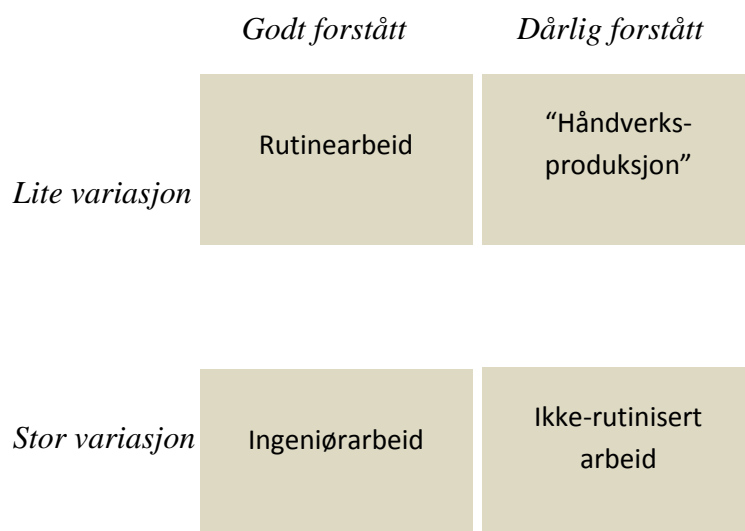 Godt forstått
Dårlig forstått
Lite variasjon
Rutinearbeid
“Håndverks-
produksjon”
Stor variasjon
Ingeniørarbeid
Ikke-rutinisert
arbeid